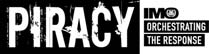 PIRACY
IMO
ORCHESTRATING
THE RESPONSE